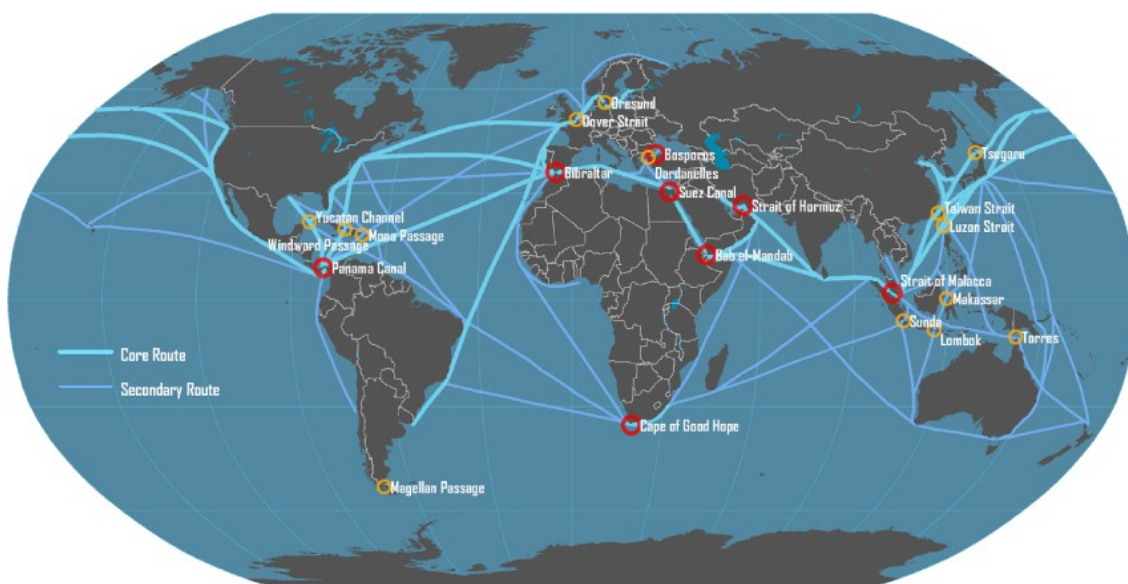 Oresund
Dover Strait
Bosporos
Tsugaru
Dardanelles
Gibraltar
Suez Canal
Strait of Hormuz
Taiwan Strait
Yucatan Channel
Luzon Strait
Mona Passage
Windward Passage
Bab el-Mandab
Panama Canal
Strait of Malacca
Makassar
Sunda
Lombok
Torres
Core Route
Secondary Route
Cape of Good Hope
Magellan Passage